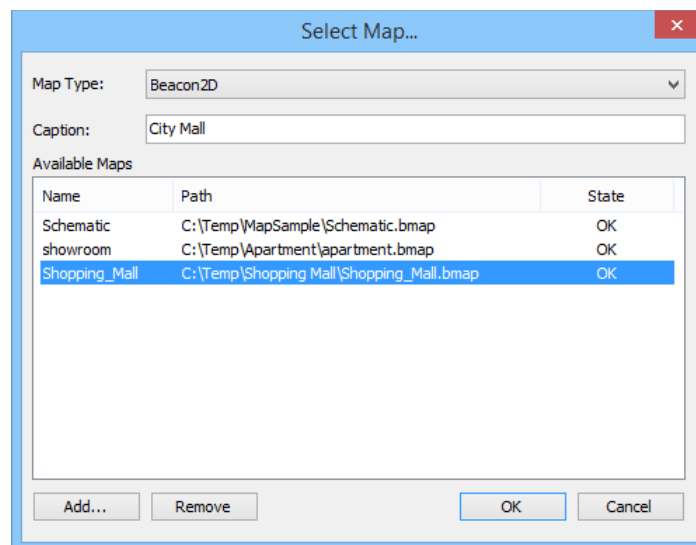 Select Map...
Map Type: Beacon2D
Caption: City Mall
Available Maps
Name Path State
Schematic C:\Temp\MapSample\Schematic.bmap OK
showroom C:\Temp\Apartment\apartment.bmap OK
Shopping_Mall C:\Temp\Shopping Mall\Shopping_Mall.bmap OK
Add... Remove OK Cancel